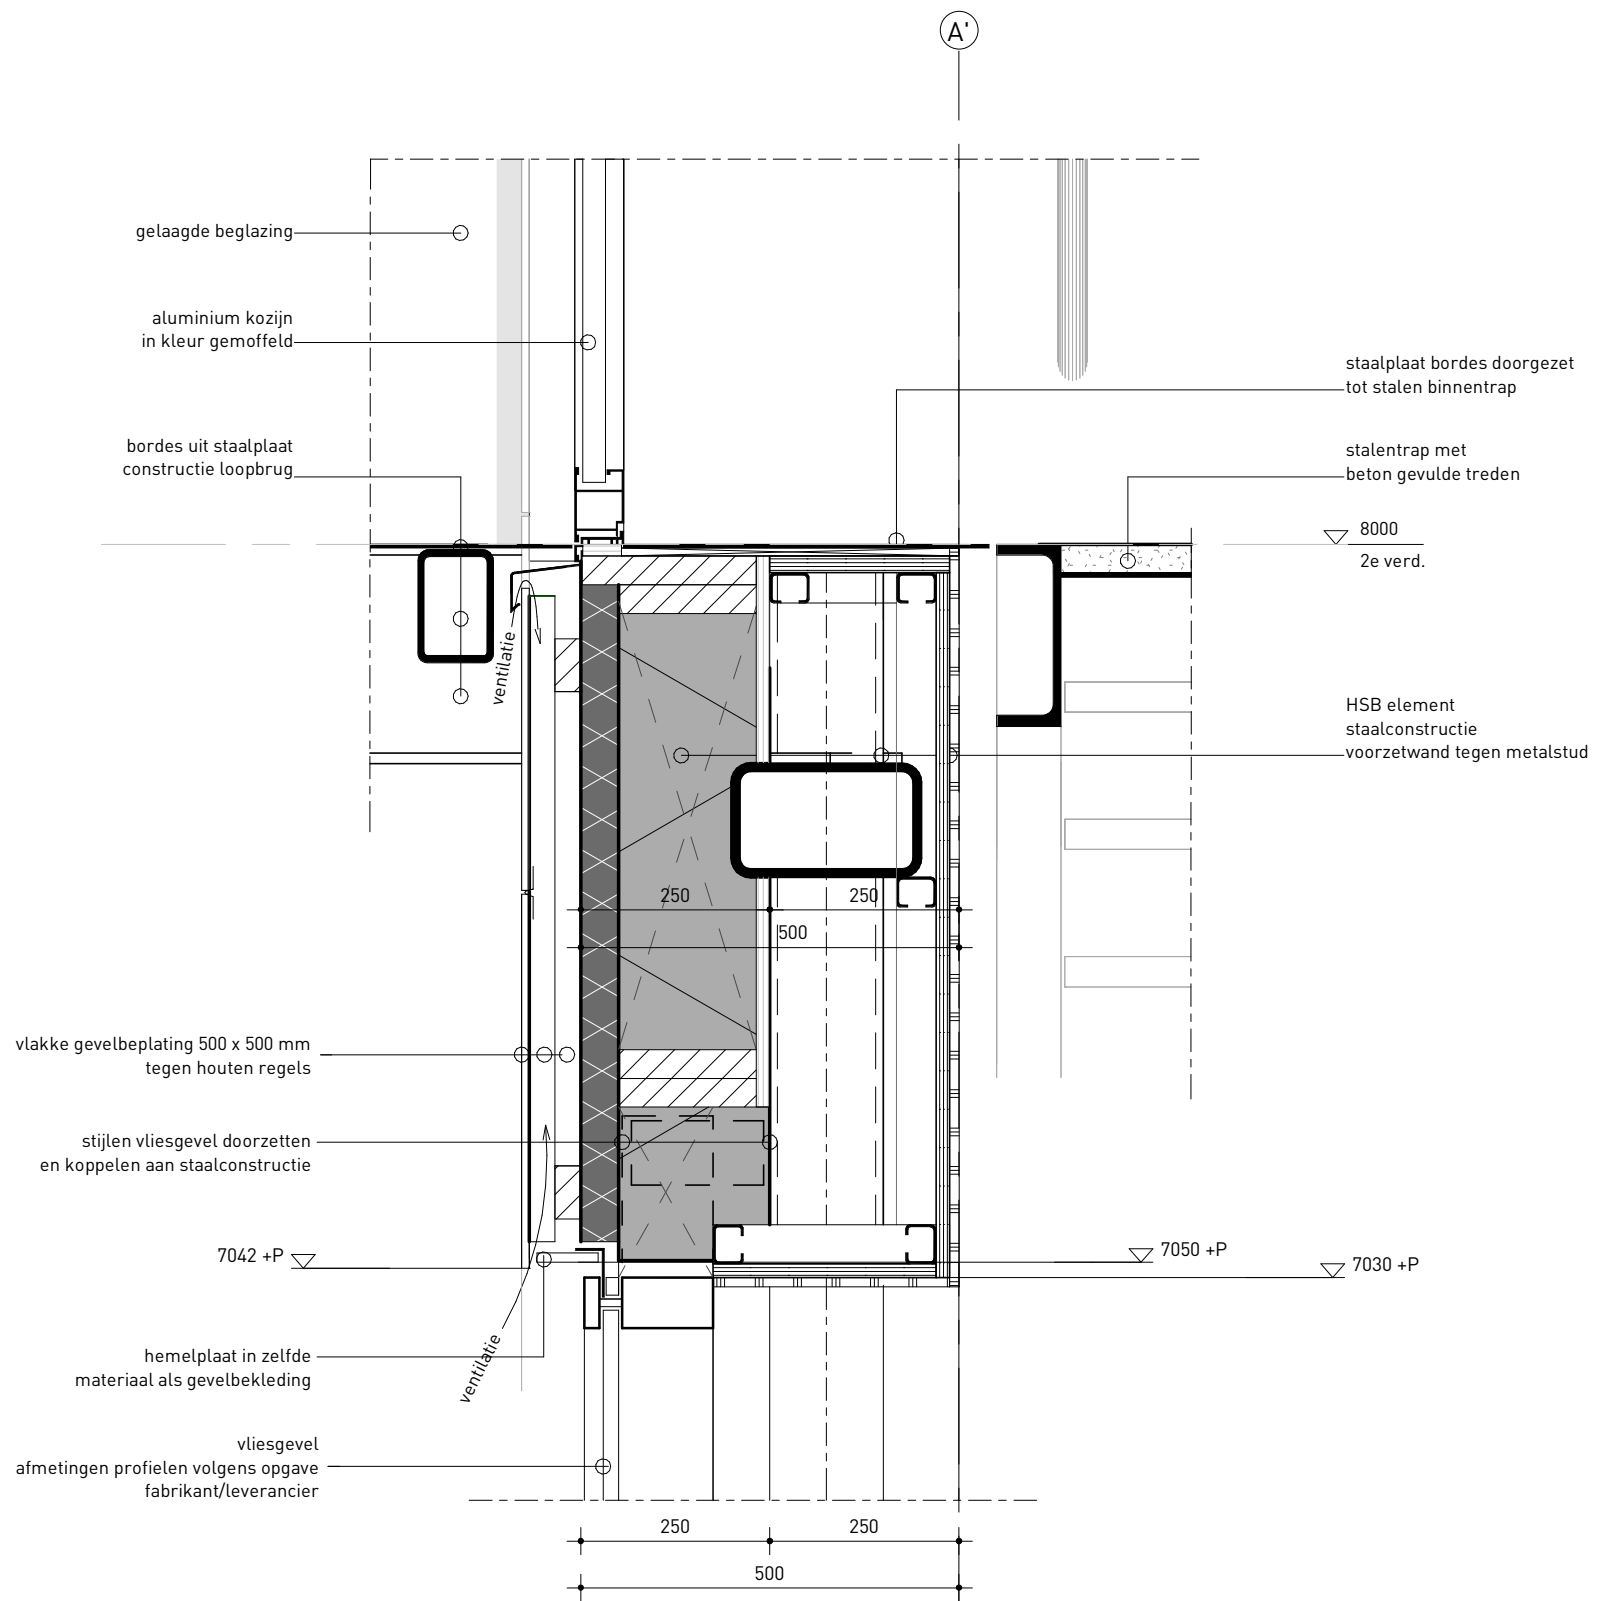 A'
gelaagde beglazing
aluminium kozijn
in kleur gemoffeld
staalplaat bordes doorgezet
tot stalen binnentrap
bordes uit staalplaat
constructie loopbrug
stalentrap met
beton gevulde treden
8000
2e verd.
ventilatie
HSB element
staalconstructie
voorzetwand tegen metalstud
250
250
500
vlakke gevelbeplating 500 x 500 mm
tegen houten regels
stijlen vliesgevel doorzetten
en koppelen aan staalconstructie
7042 +P
7050 +P
7030 +P
hemelplaat in zelfde
materiaal als gevelbekleding
ventilatie
vliesgevel
afmetingen profielen volgens opgave
fabrikant/leverancier
250
250
500